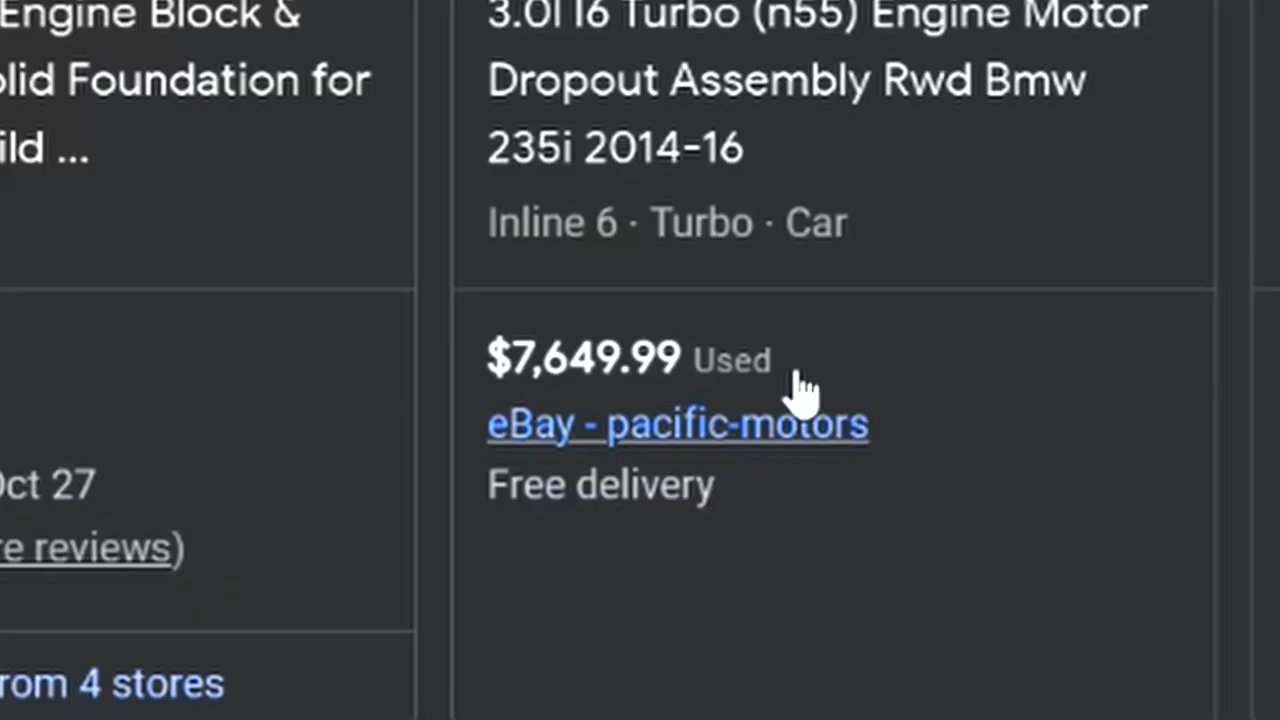 Engine Block &
olid Foundation for
ild ...
Oct 27
re reviews)
rom 4 stores
3.0l I6 Turbo (n55) Engine Motor
Dropout Assembly Rwd Bmw
235i 2014-16
Inline 6 · Turbo · Car
$7,649.99 Used
eBay - pacific-motors
Free delivery